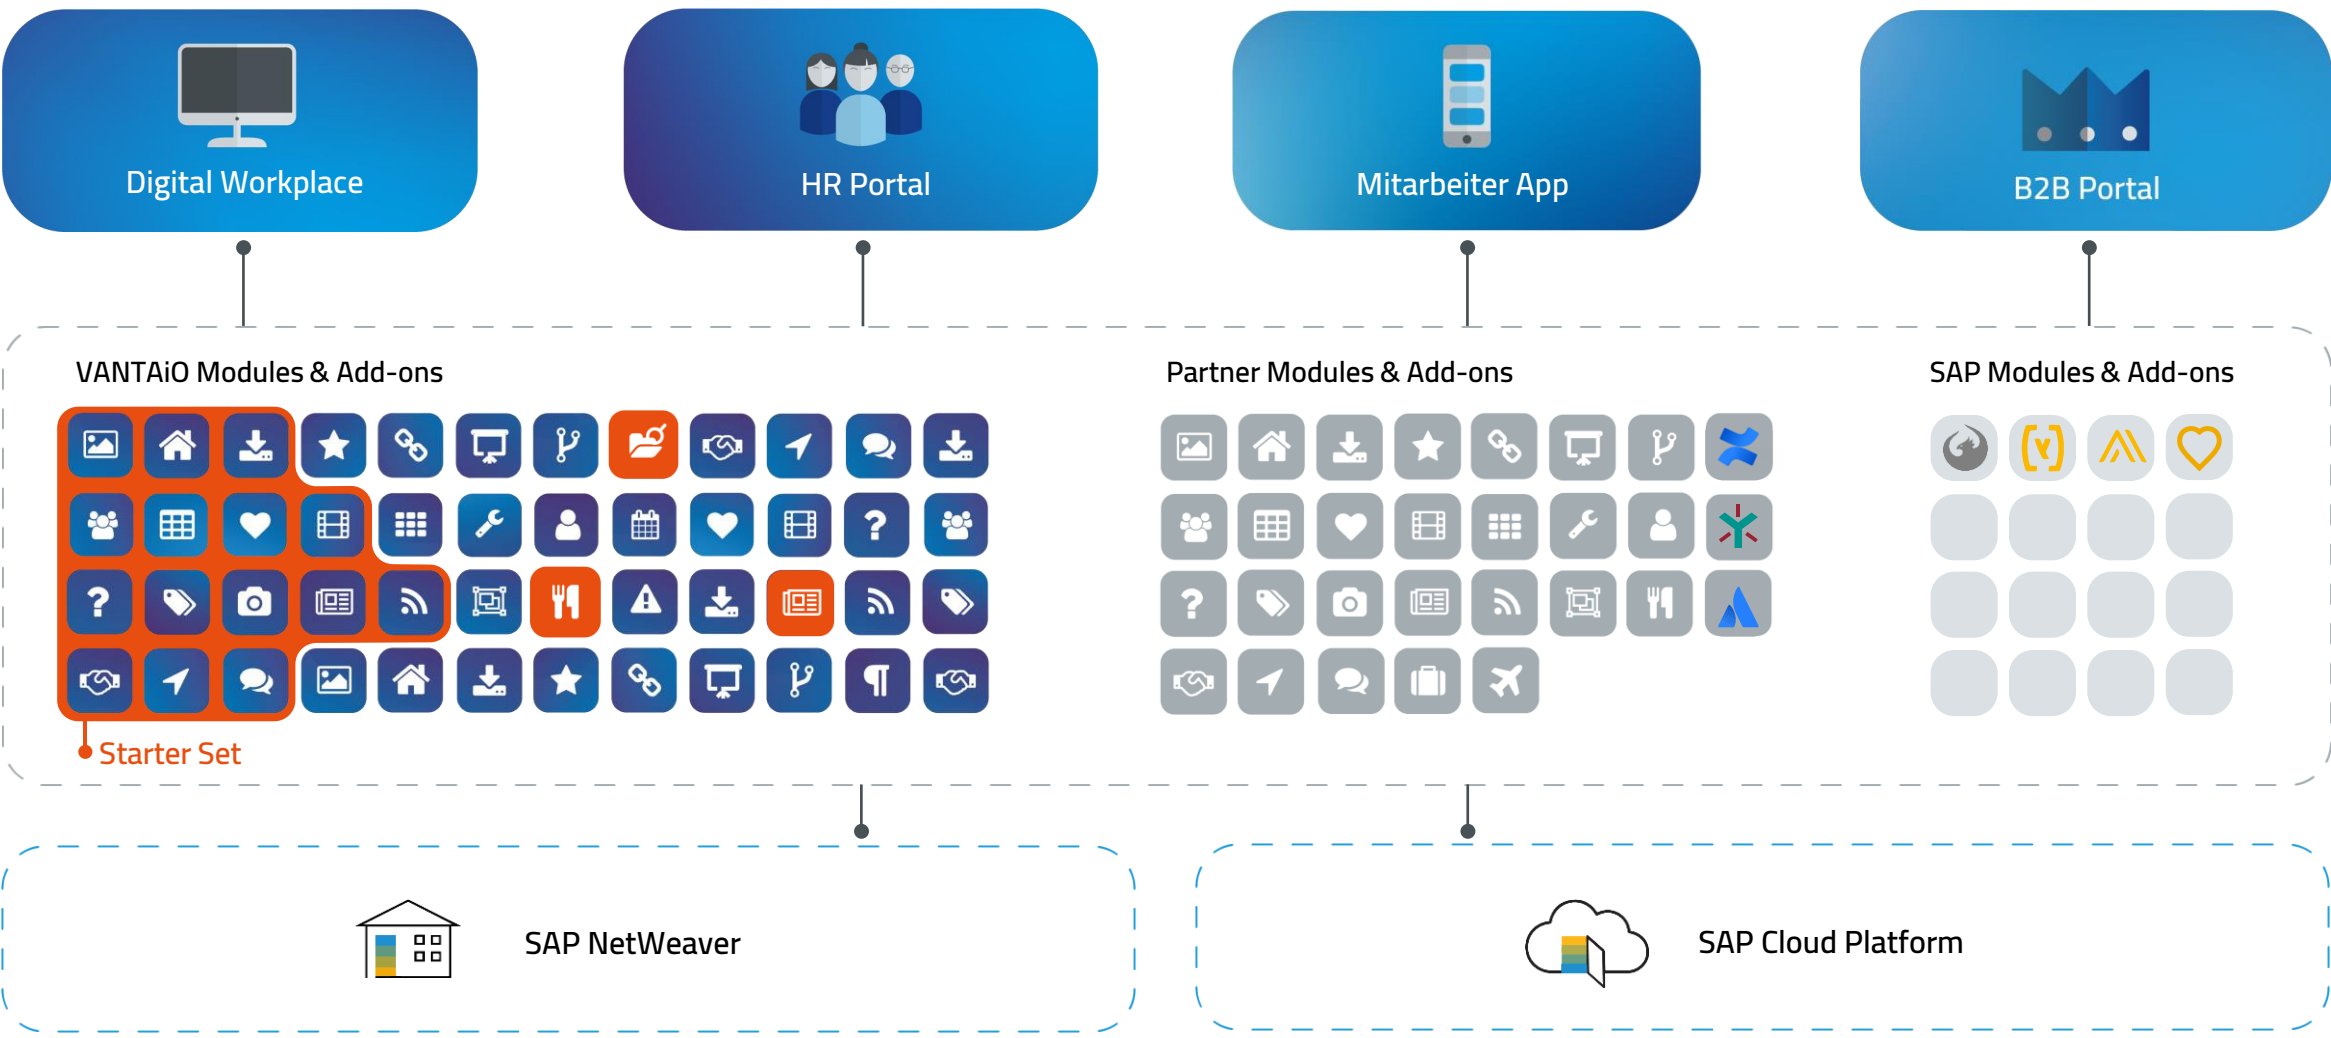 Digital Workplace
HR Portal
Mitarbeiter App
B2B Portal
VANTAiO Modules & Add-ons
Partner Modules & Add-ons
SAP Modules & Add-ons
Starter Set
SAP NetWeaver
SAP Cloud Platform